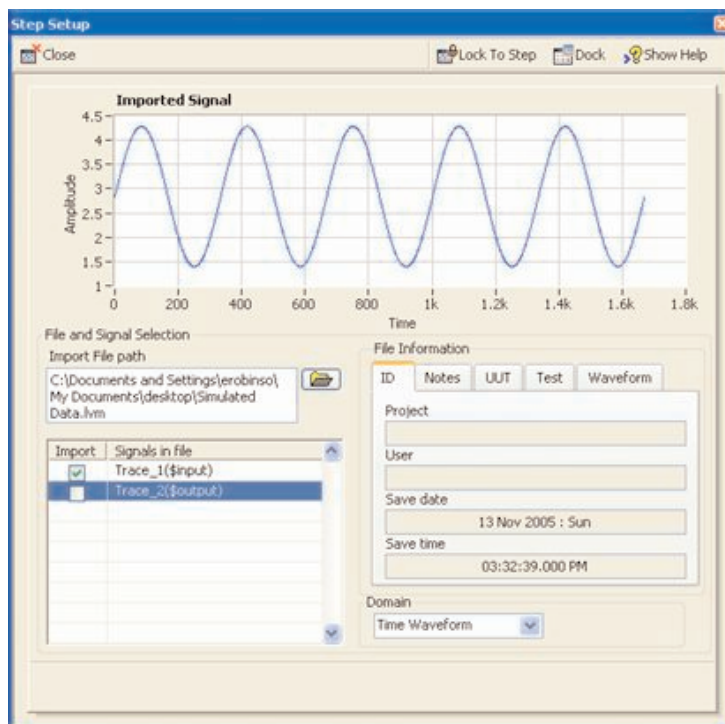 Step Setup
Close
Lock To Step
Dock
Show Help
Imported Signal
4.5
4
3.5
3
2.5
2
1.5
1
Amplitude
0
200
400
600
800
1k
1.2k
1.4k
1.6k
1.8k
Time
File and Signal Selection
Import File path
C:\Documents and Settings\erobinso\
My Documents\desktop\Simulated
Data.lvm
Import
Signals in file
Trace_1($input)
Trace_2($output)
File Information
ID
Notes
UUT
Test
Waveform
Project
User
Save date
13 Nov 2005 : Sun
Save time
03:32:39.000 PM
Domain
Time Waveform